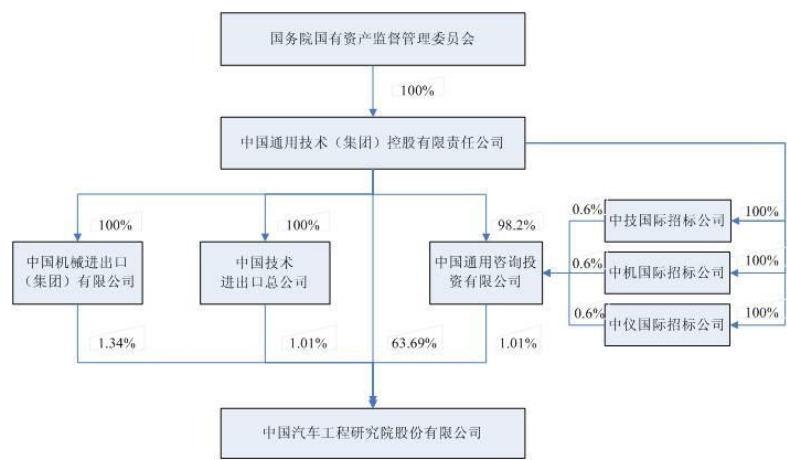 国务院国有资产监督管理委员会
100%
中国通用技术（集团）控股有限责任公司
100%
100%
98.2%
0.6%
中技国际招标公司
100%
中国机械进出口
（集团）有限公司
中国技术
进出口总公司
中国通用咨询投
资有限公司
0.6%
中机国际招标公司
100%
0.6%
中仪国际招标公司
100%
1.34%
1.01%
63.69%
1.01%
中国汽车工程研究院股份有限公司